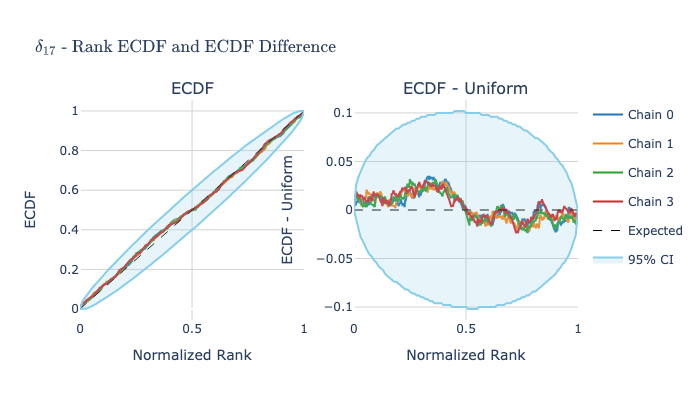 δ₁₇ - Rank ECDF and ECDF Difference
ECDF
ECDF - Uniform
1
0.8
0.6
0.4
0.2
0
ECDF
0
0.5
1
Normalized Rank
0.1
0.05
0
−0.05
−0.1
ECDF - Uniform
0
0.5
1
Normalized Rank
Chain 0
Chain 1
Chain 2
Chain 3
Expected
95% CI